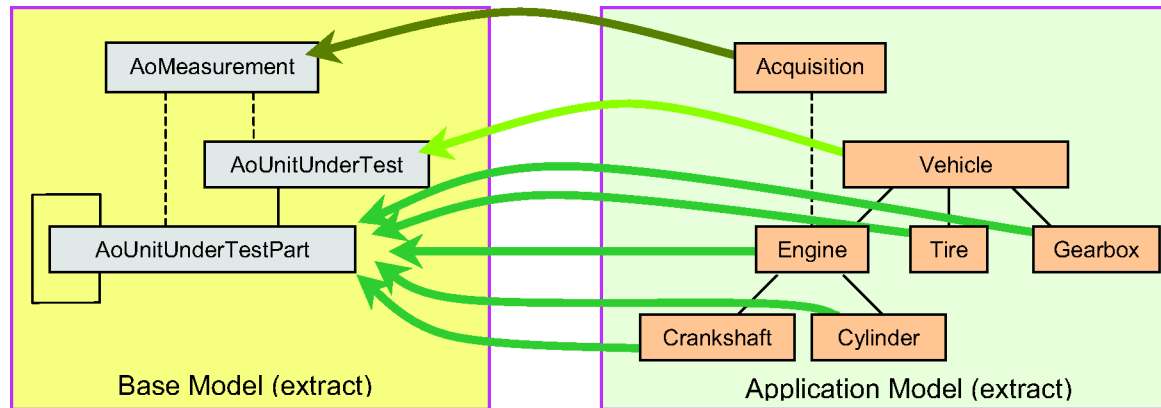 AoMeasurement
Acquisition
AoUnitUnderTest
Vehicle
AoUnitUnderTestPart
Engine
Tire
Gearbox
Crankshaft
Cylinder
Base Model (extract)
Application Model (extract)